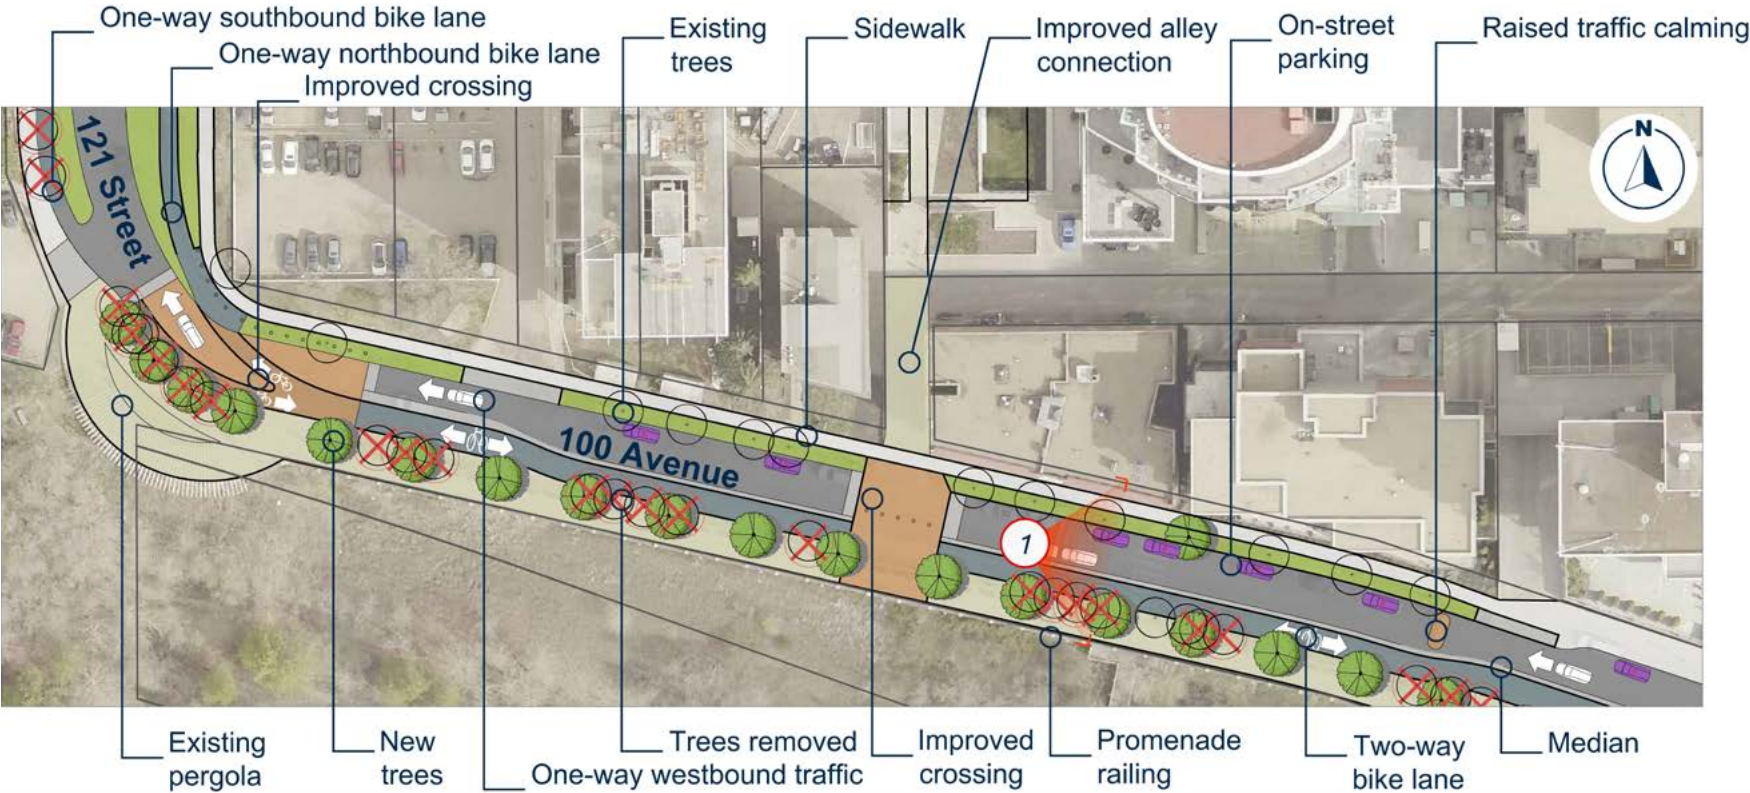 One-way southbound bike lane
One-way northbound bike lane
Improved crossing
Existing
trees
Sidewalk
Improved alley
connection
On-street
parking
Raised traffic calming
N
121 Street
100 Avenue
1
Existing
pergola
New
trees
Trees removed
One-way westbound traffic
Improved
crossing
Promenade
railing
Two-way
bike lane
Median